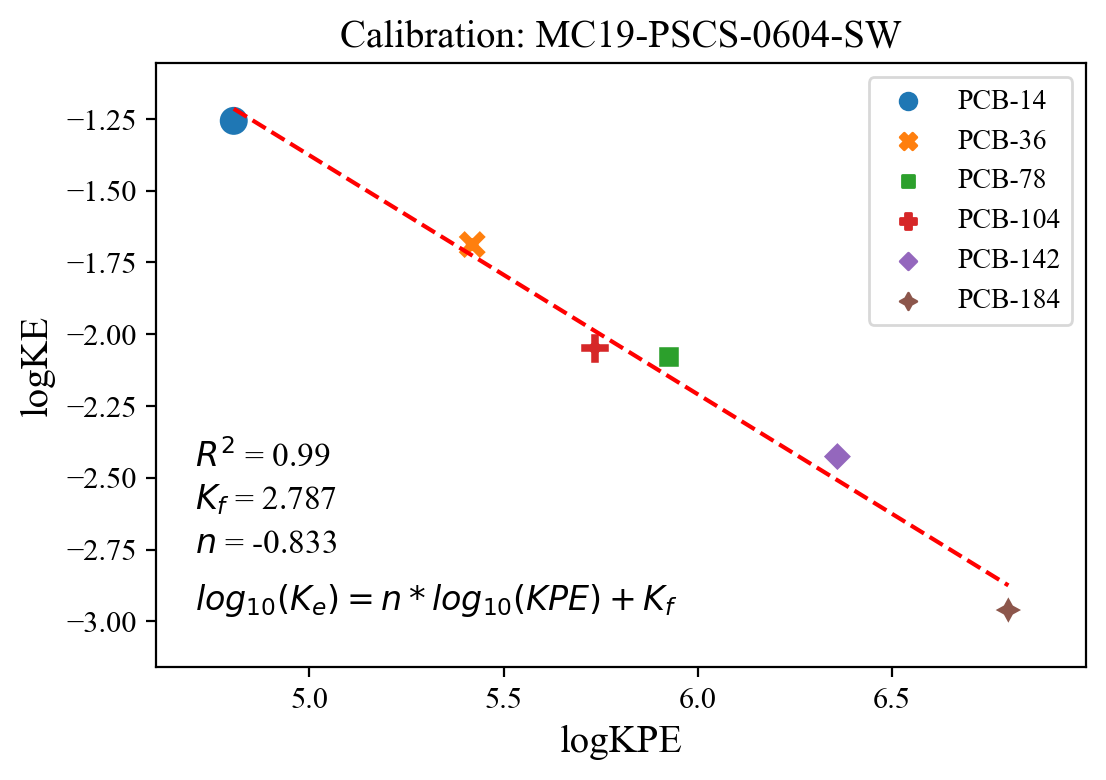 Calibration: MC19-PSCS-0604-SW
PCB-14
PCB-36
PCB-78
PCB-104
PCB-142
PCB-184
logKE
−1.25
−1.50
−1.75
−2.00
−2.25
−2.50
−2.75
−3.00
R² = 0.99
K_f = 2.787
n = -0.833
log₁₀(K_e) = n * log₁₀(KPE) + K_f
5.0 5.5 6.0 6.5
logKPE